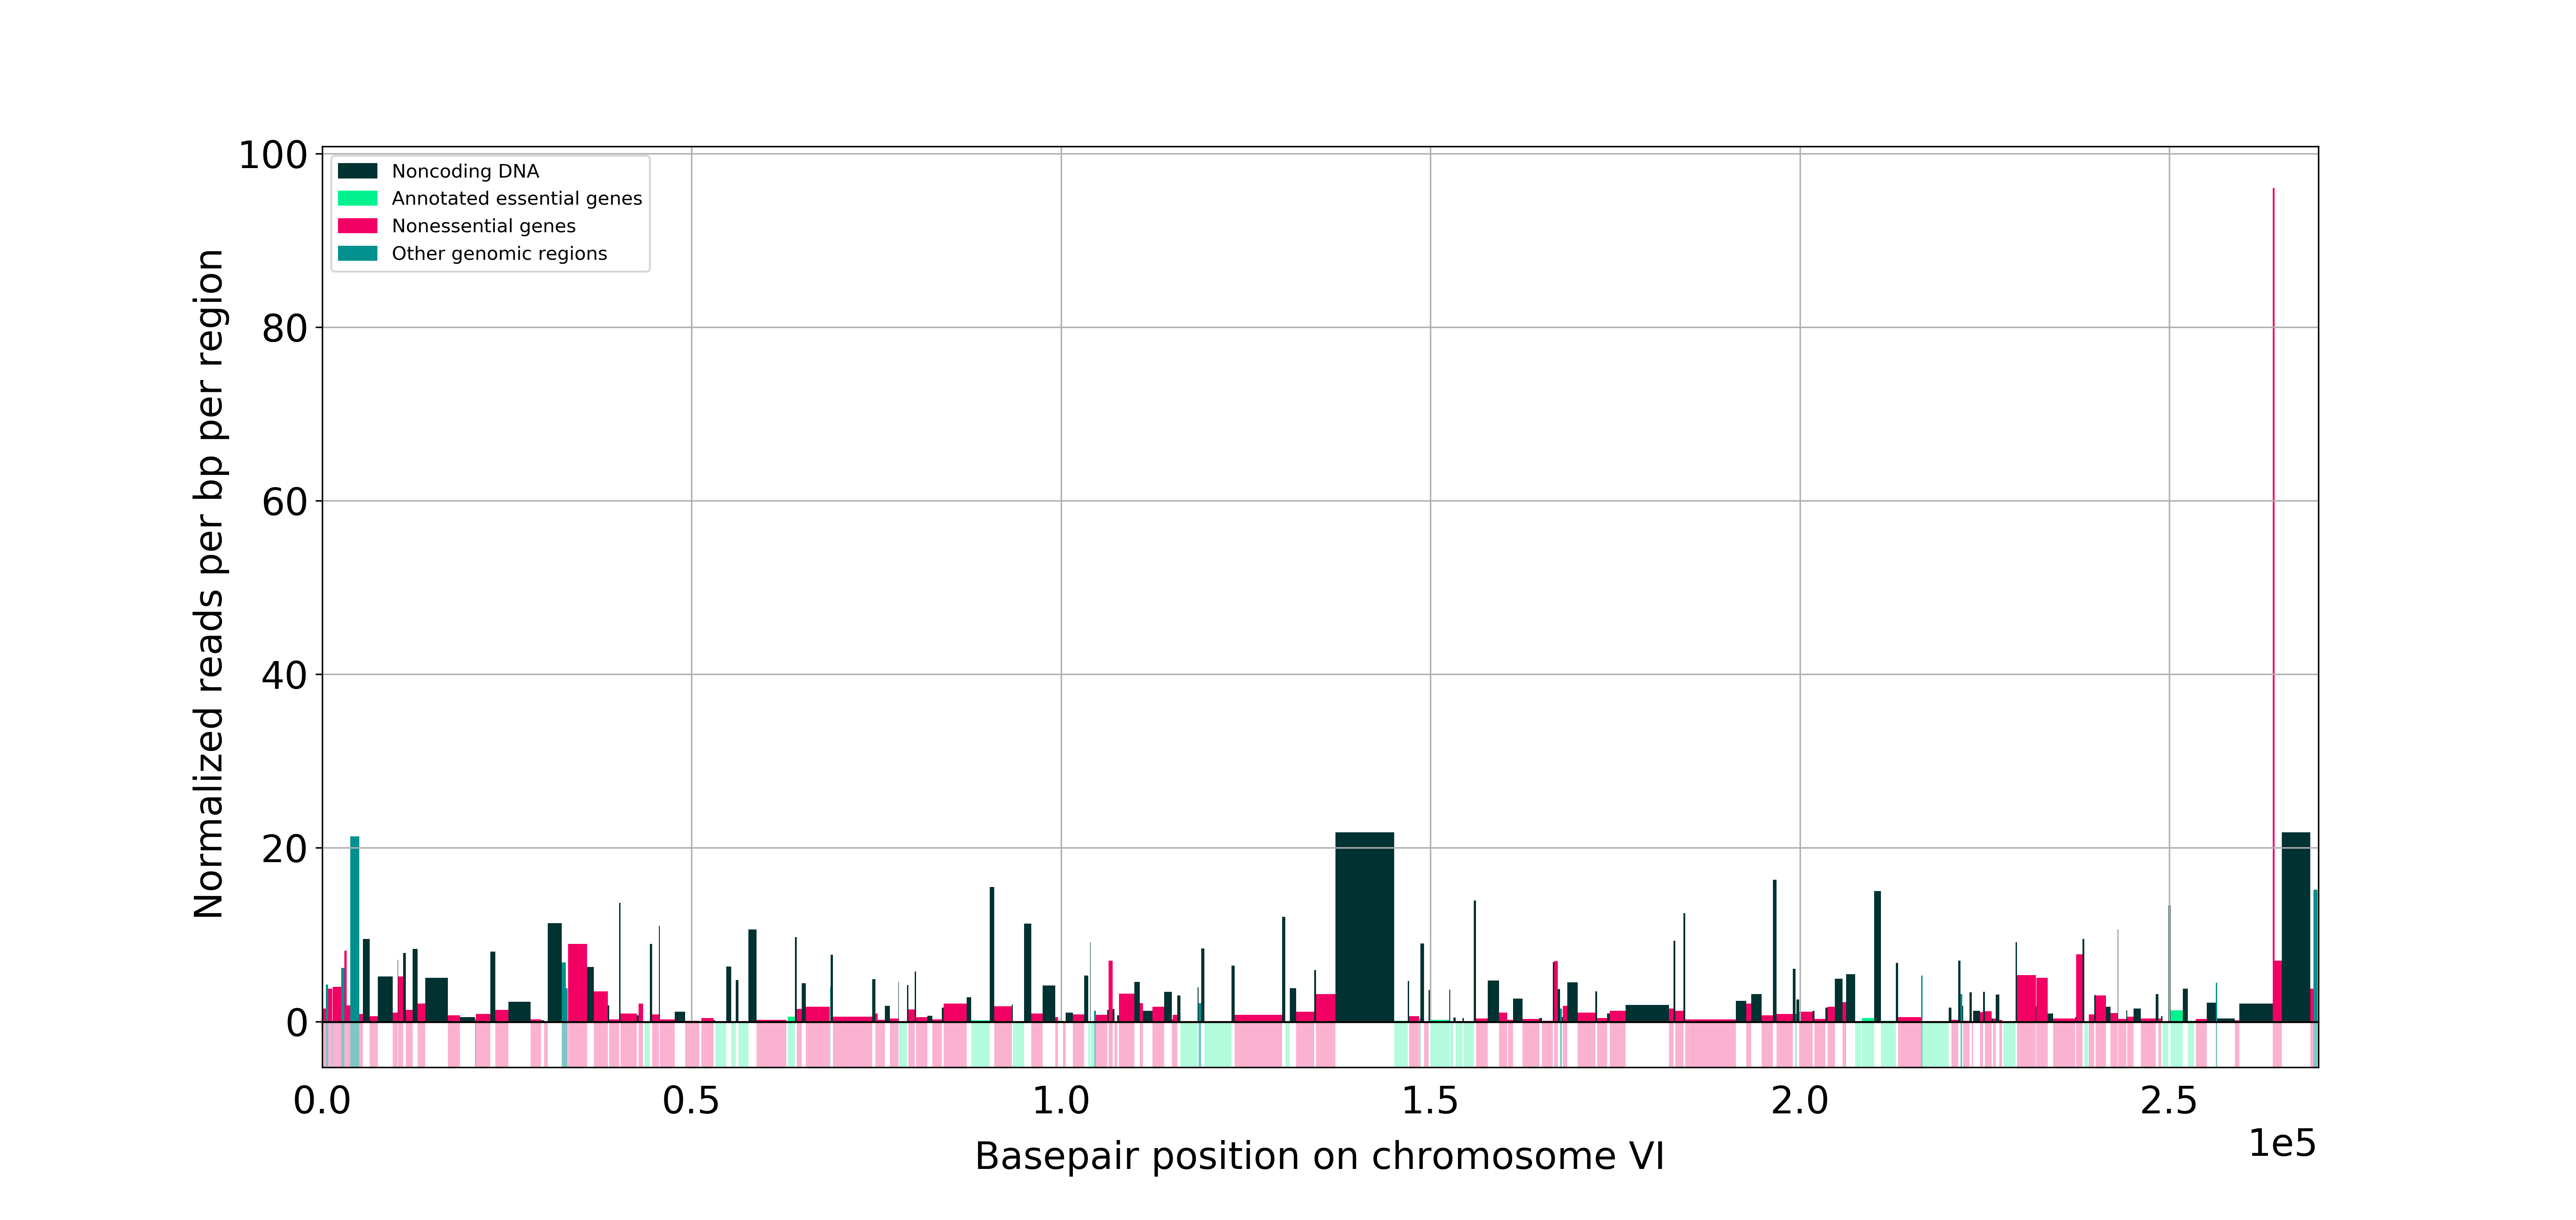 100
80
60
40
20
0
Normalized reads per bp per region
Noncoding DNA
Annotated essential genes
Nonessential genes
Other genomic regions
0.0 0.5 1.0 1.5 2.0 2.5
1e5
Basepair position on chromosome VI